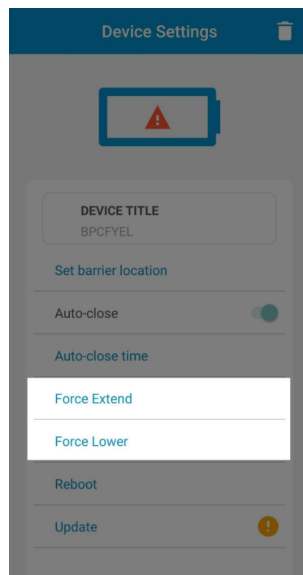 Device Settings
DEVICE TITLE
BPCFYEL
Set barrier location
Auto-close
Auto-close time
Force Extend
Force Lower
Reboot
Update